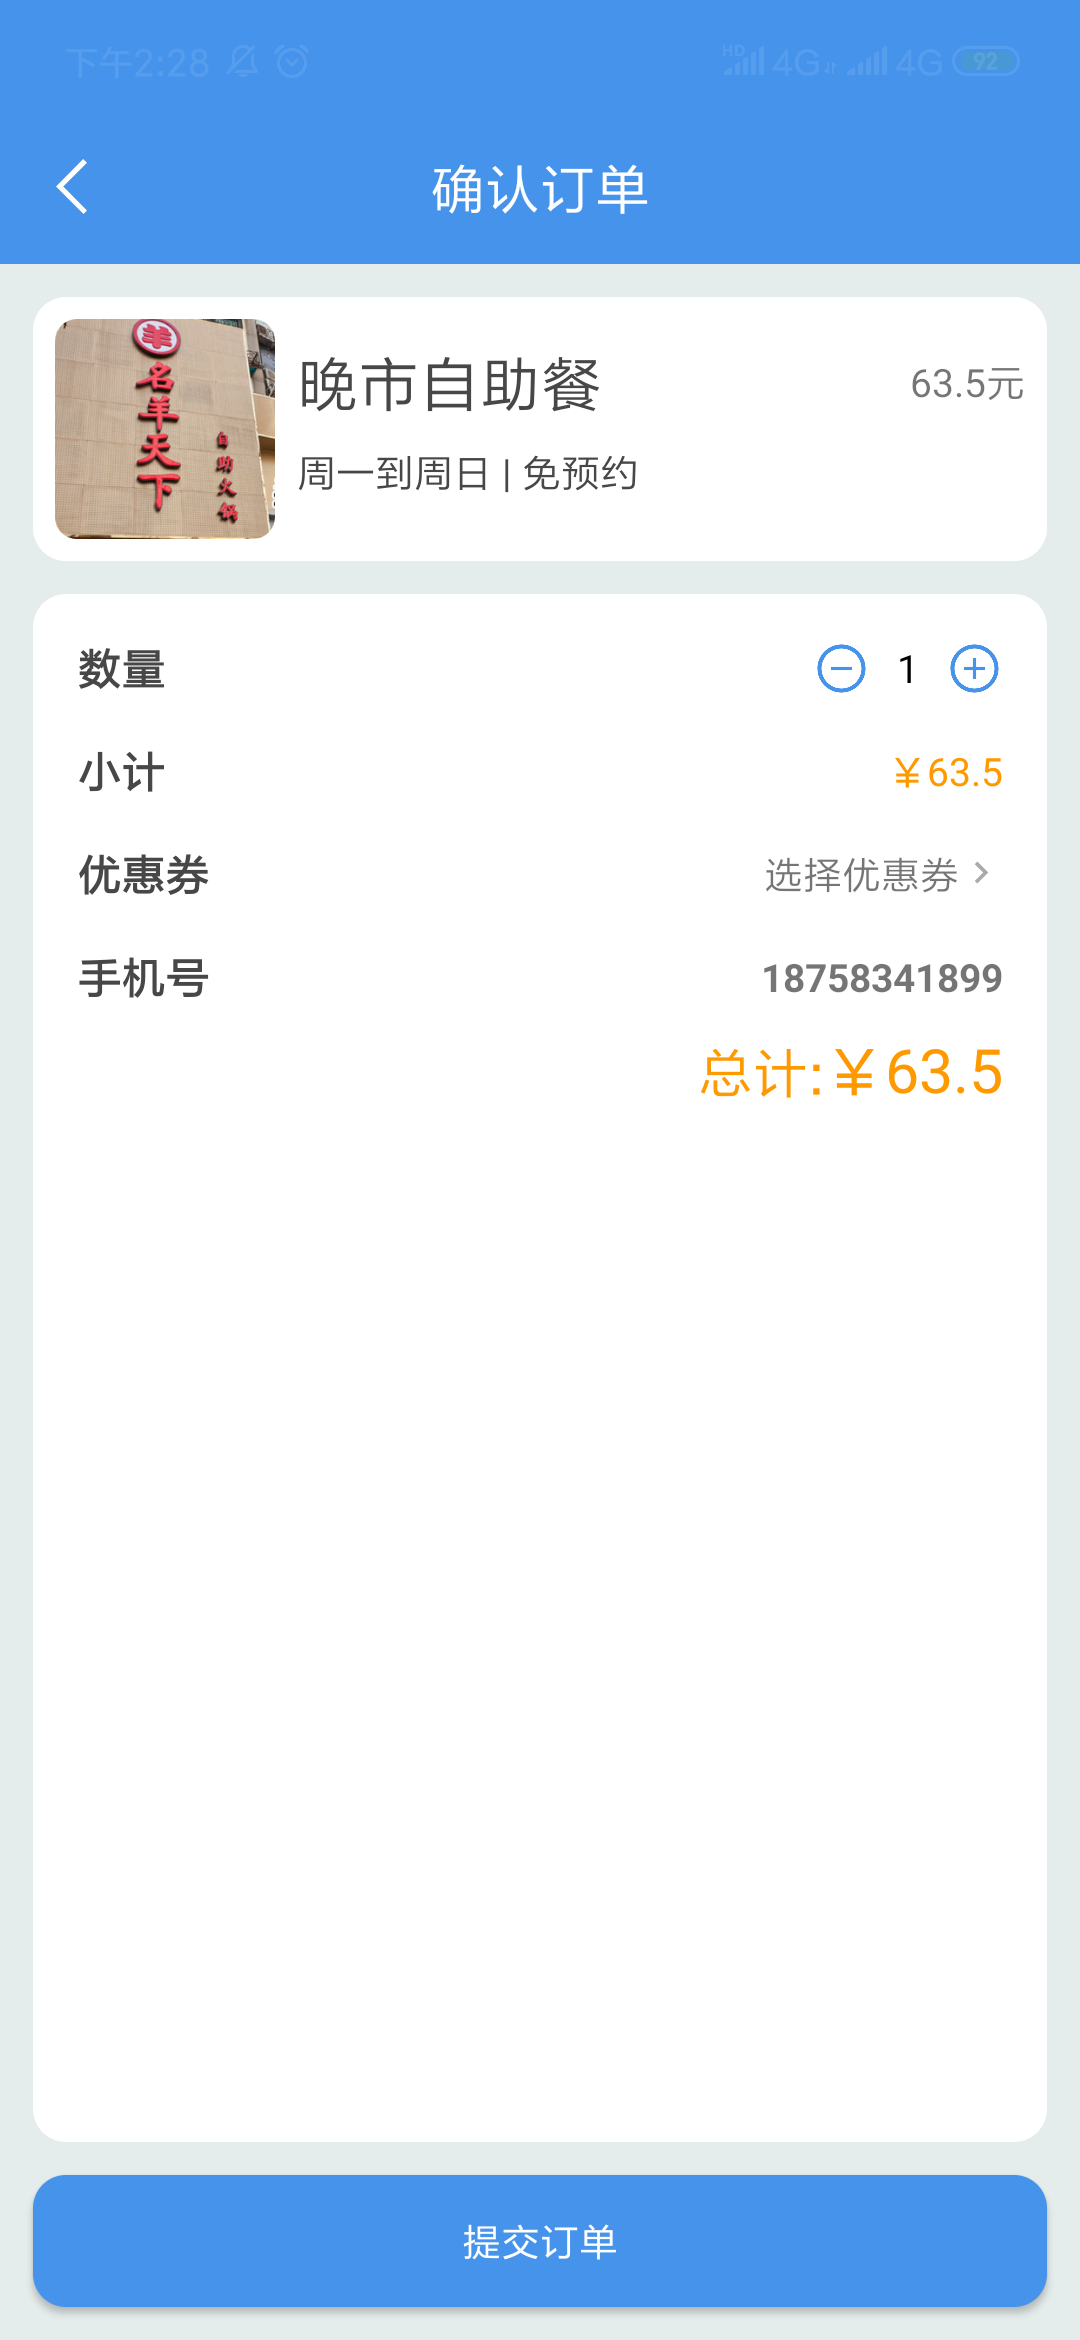 下午2:28
HD 4G 4G 92
确认订单
羊
名羊天下
自助火锅
晚市自助餐
63.5元
周一到周日 | 免预约
数量
1
小计
￥63.5
优惠券
选择优惠券
手机号
18758341899
总计:￥63.5
提交订单